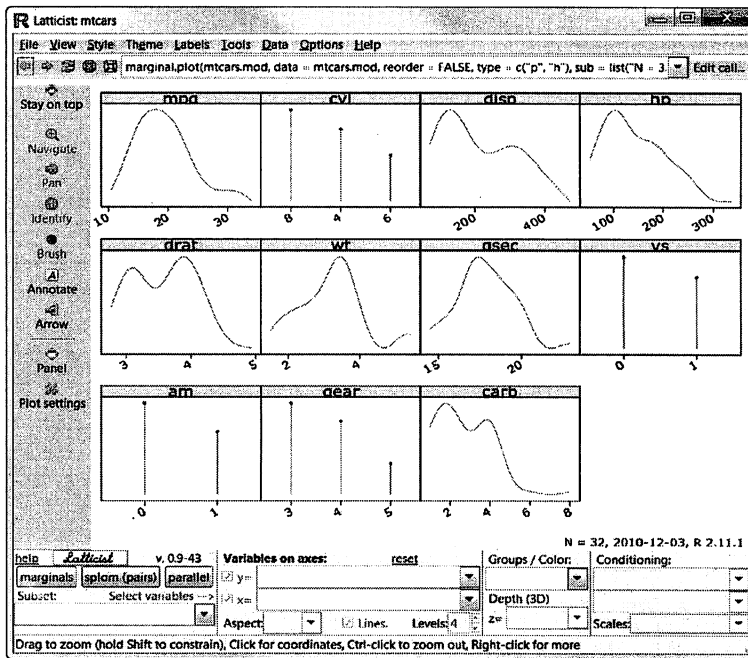 Latticist: mtcars
File View Style Theme Labels Tools Data Options Help
marginal.plot(mtcars.mod, data = mtcars.mod, reorder = FALSE, type = c("p", "h"), sub = list("N = 3. Edit call...
Stay on top
Navigate
Pan
Identify
Brush
Annotate
Arrow
Panel
Plot settings
mpg cyl disp hp
10 20 30 8 4 6 200 400 100 200 300
drat wt qsec vs
3 4 5 2 4 15 20 0 1
am gear carb
0 1 3 4 5 2 4 6 8
N = 32, 2010-12-03, R 2.11.1
help Latticist v. 0.9-43 Variables on axes: reset Groups / Color: Conditioning:
marginals splom (pairs) parallel y=
Subset: Select variables --> x= Depth (3D)
Aspect: Lines. Levels: 4 z= Scales:
Drag to zoom (hold Shift to constrain), Click for coordinates, Ctrl-click to zoom out, Right-click for more